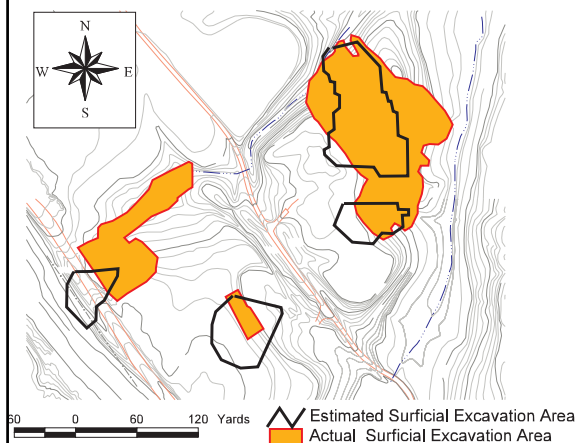 N
W E
S
60 0 60 120 Yards
Estimated Surficial Excavation Area
Actual Surficial Excavation Area